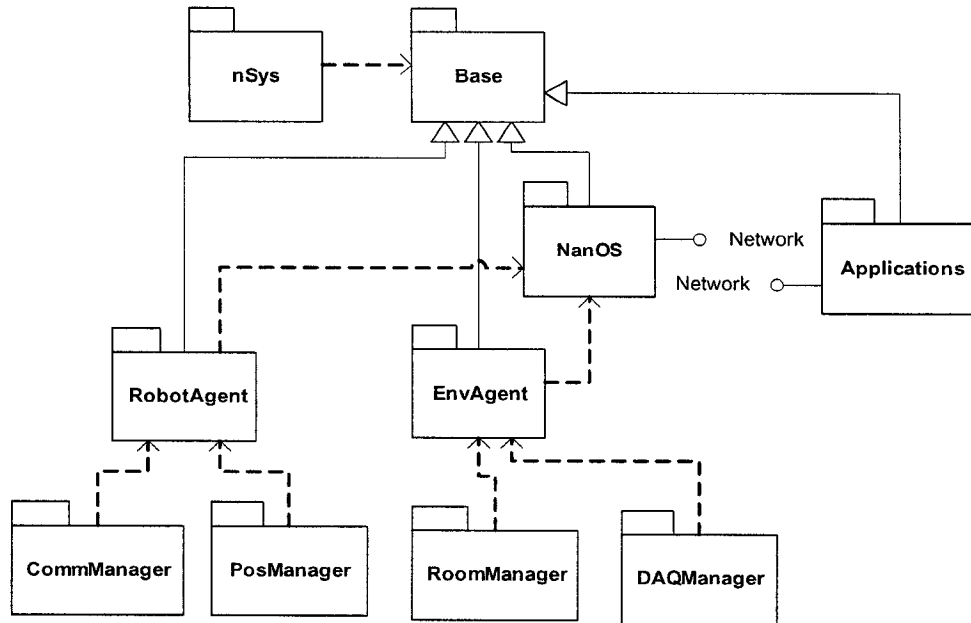 nSys
Base
NanOS
Network
Applications
Network
RobotAgent
EnvAgent
CommManager
PosManager
RoomManager
DAQManager